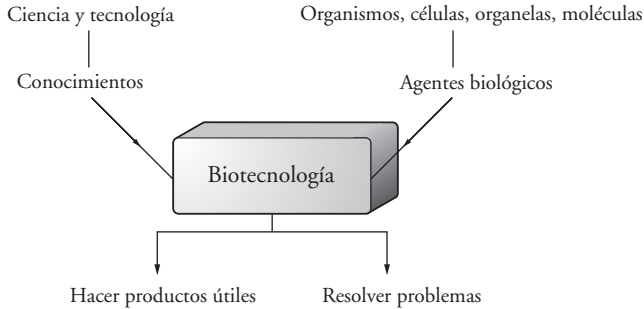 Ciencia y tecnología
Organismos, células, organelas, moléculas
Conocimientos
Agentes biológicos
Biotecnología
Hacer productos útiles
Resolver problemas